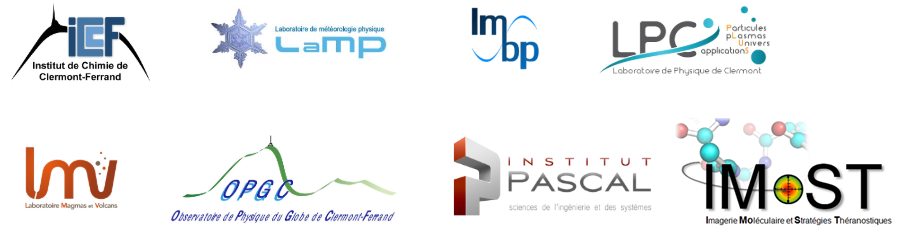 iCCF
Institut de Chimie de
Clermont-Ferrand
Laboratoire de météorologie physique
LaMP
lm
bp
LPC
Particules
pLasmas
Univers
applicationS
Laboratoire de Physique de Clermont
lmv
Laboratoire Magmas et Volcans
OPGC
Observatoire de Physique du Globe de Clermont-Ferrand
INSTITUT
PASCAL
sciences de l'ingénierie et des systèmes
IMoST
Imagerie Moléculaire et Stratégies Théranostiques